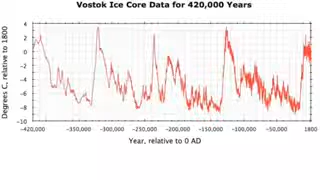 Vostok Ice Core Data for 420,000 Years
Degrees C, relative to 1800
4
2
0
-2
-4
-6
-8
-10
-420,000 -350,000 -310,000 -250,000 -210,000 -150,000 -100,000 -50,000 1800
Year, relative to 0 AD